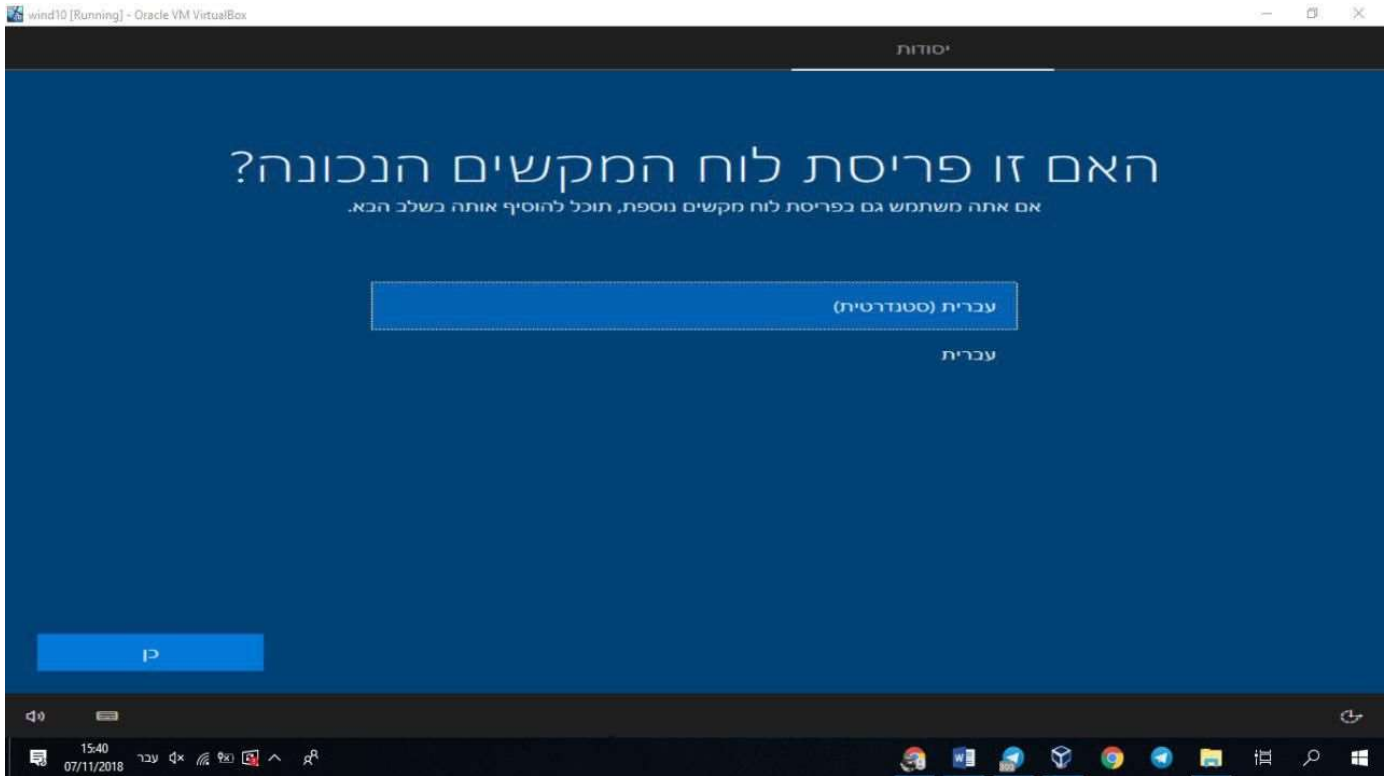 wind10 [Running] - Oracle VM VirtualBox
יסודות
האם זו פריסת לוח המקשים הנכונה?
אם אתה משתמש גם בפריסת לוח מקשים נוספת, תוכל להוסיף אותה בשלב הבא.
עברית (סטנדרטית)
עברית
כן
עבר
15:40
07/11/2018